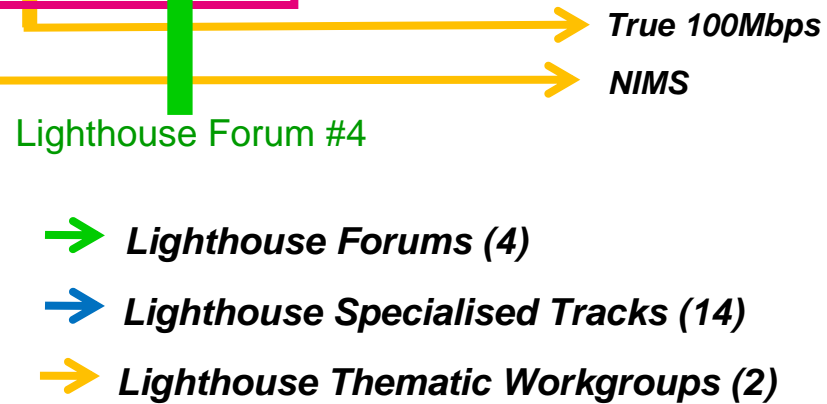 True 100Mbps
NIMS
Lighthouse Forum #4
Lighthouse Forums (4)
Lighthouse Specialised Tracks (14)
Lighthouse Thematic Workgroups (2)